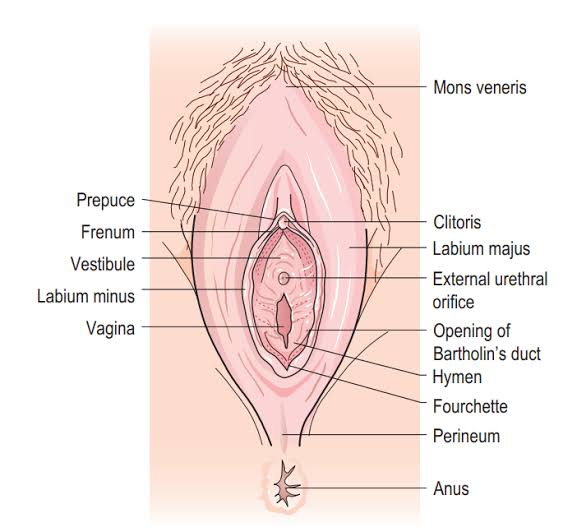 Mons veneris
Prepuce
Frenum
Vestibule
Labium minus
Vagina
Clitoris
Labium majus
External urethral
orifice
Opening of
Bartholin's duct
Hymen
Fourchette
Perineum
Anus